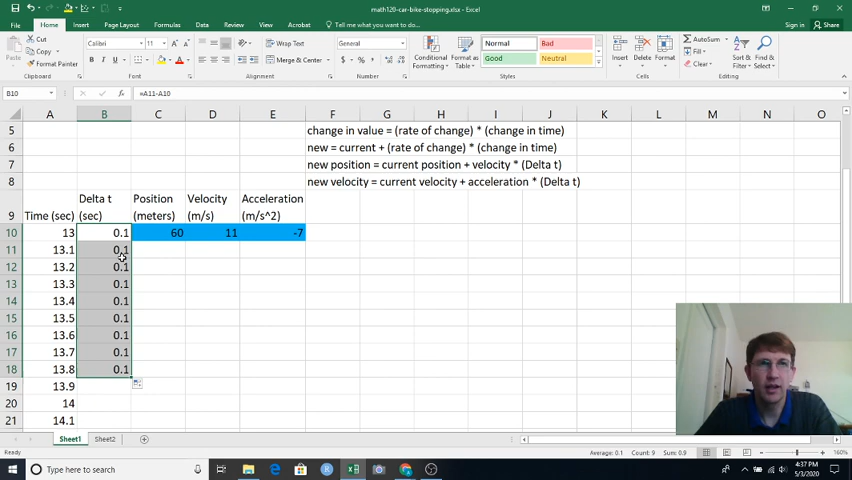 math120-car-bike-stopping.xlsx - Excel
Sign in
Share
File
Home
Insert
Page Layout
Formulas
Data
Review
View
Acrobat
Tell me what you want to do...
Paste
Cut
Copy
Format Painter
Clipboard
Calibri
11
B I U
Font
Wrap Text
Merge & Center
Alignment
General
$ %
Number
Conditional Formatting
Format as Table
Normal
Bad
Good
Neutral
Styles
Insert
Delete
Format
Cells
AutoSum
Fill
Clear
Sort & Filter
Find & Select
Editing
B10
fx
=A11-A10
A B C D E F G H I J K L M N O
5 change in value = (rate of change) * (change in time)
6 new = current + (rate of change) * (change in time)
7 new position = current position + velocity * (Delta t)
8 new velocity = current velocity + acceleration * (Delta t)
9 Time (sec) Delta t (sec) Position (meters) Velocity (m/s) Acceleration (m/s^2)
10 13 0.1 60 11 -7
11 13.1 0.1
12 13.2 0.1
13 13.3 0.1
14 13.4 0.1
15 13.5 0.1
16 13.6 0.1
17 13.7 0.1
18 13.8 0.1
19 13.9
20 14
21 14.1
Sheet1
Sheet2
Ready
Average: 0.1 Count: 9 Sum: 0.9
160%
Type here to search
4:37 PM
5/3/2020